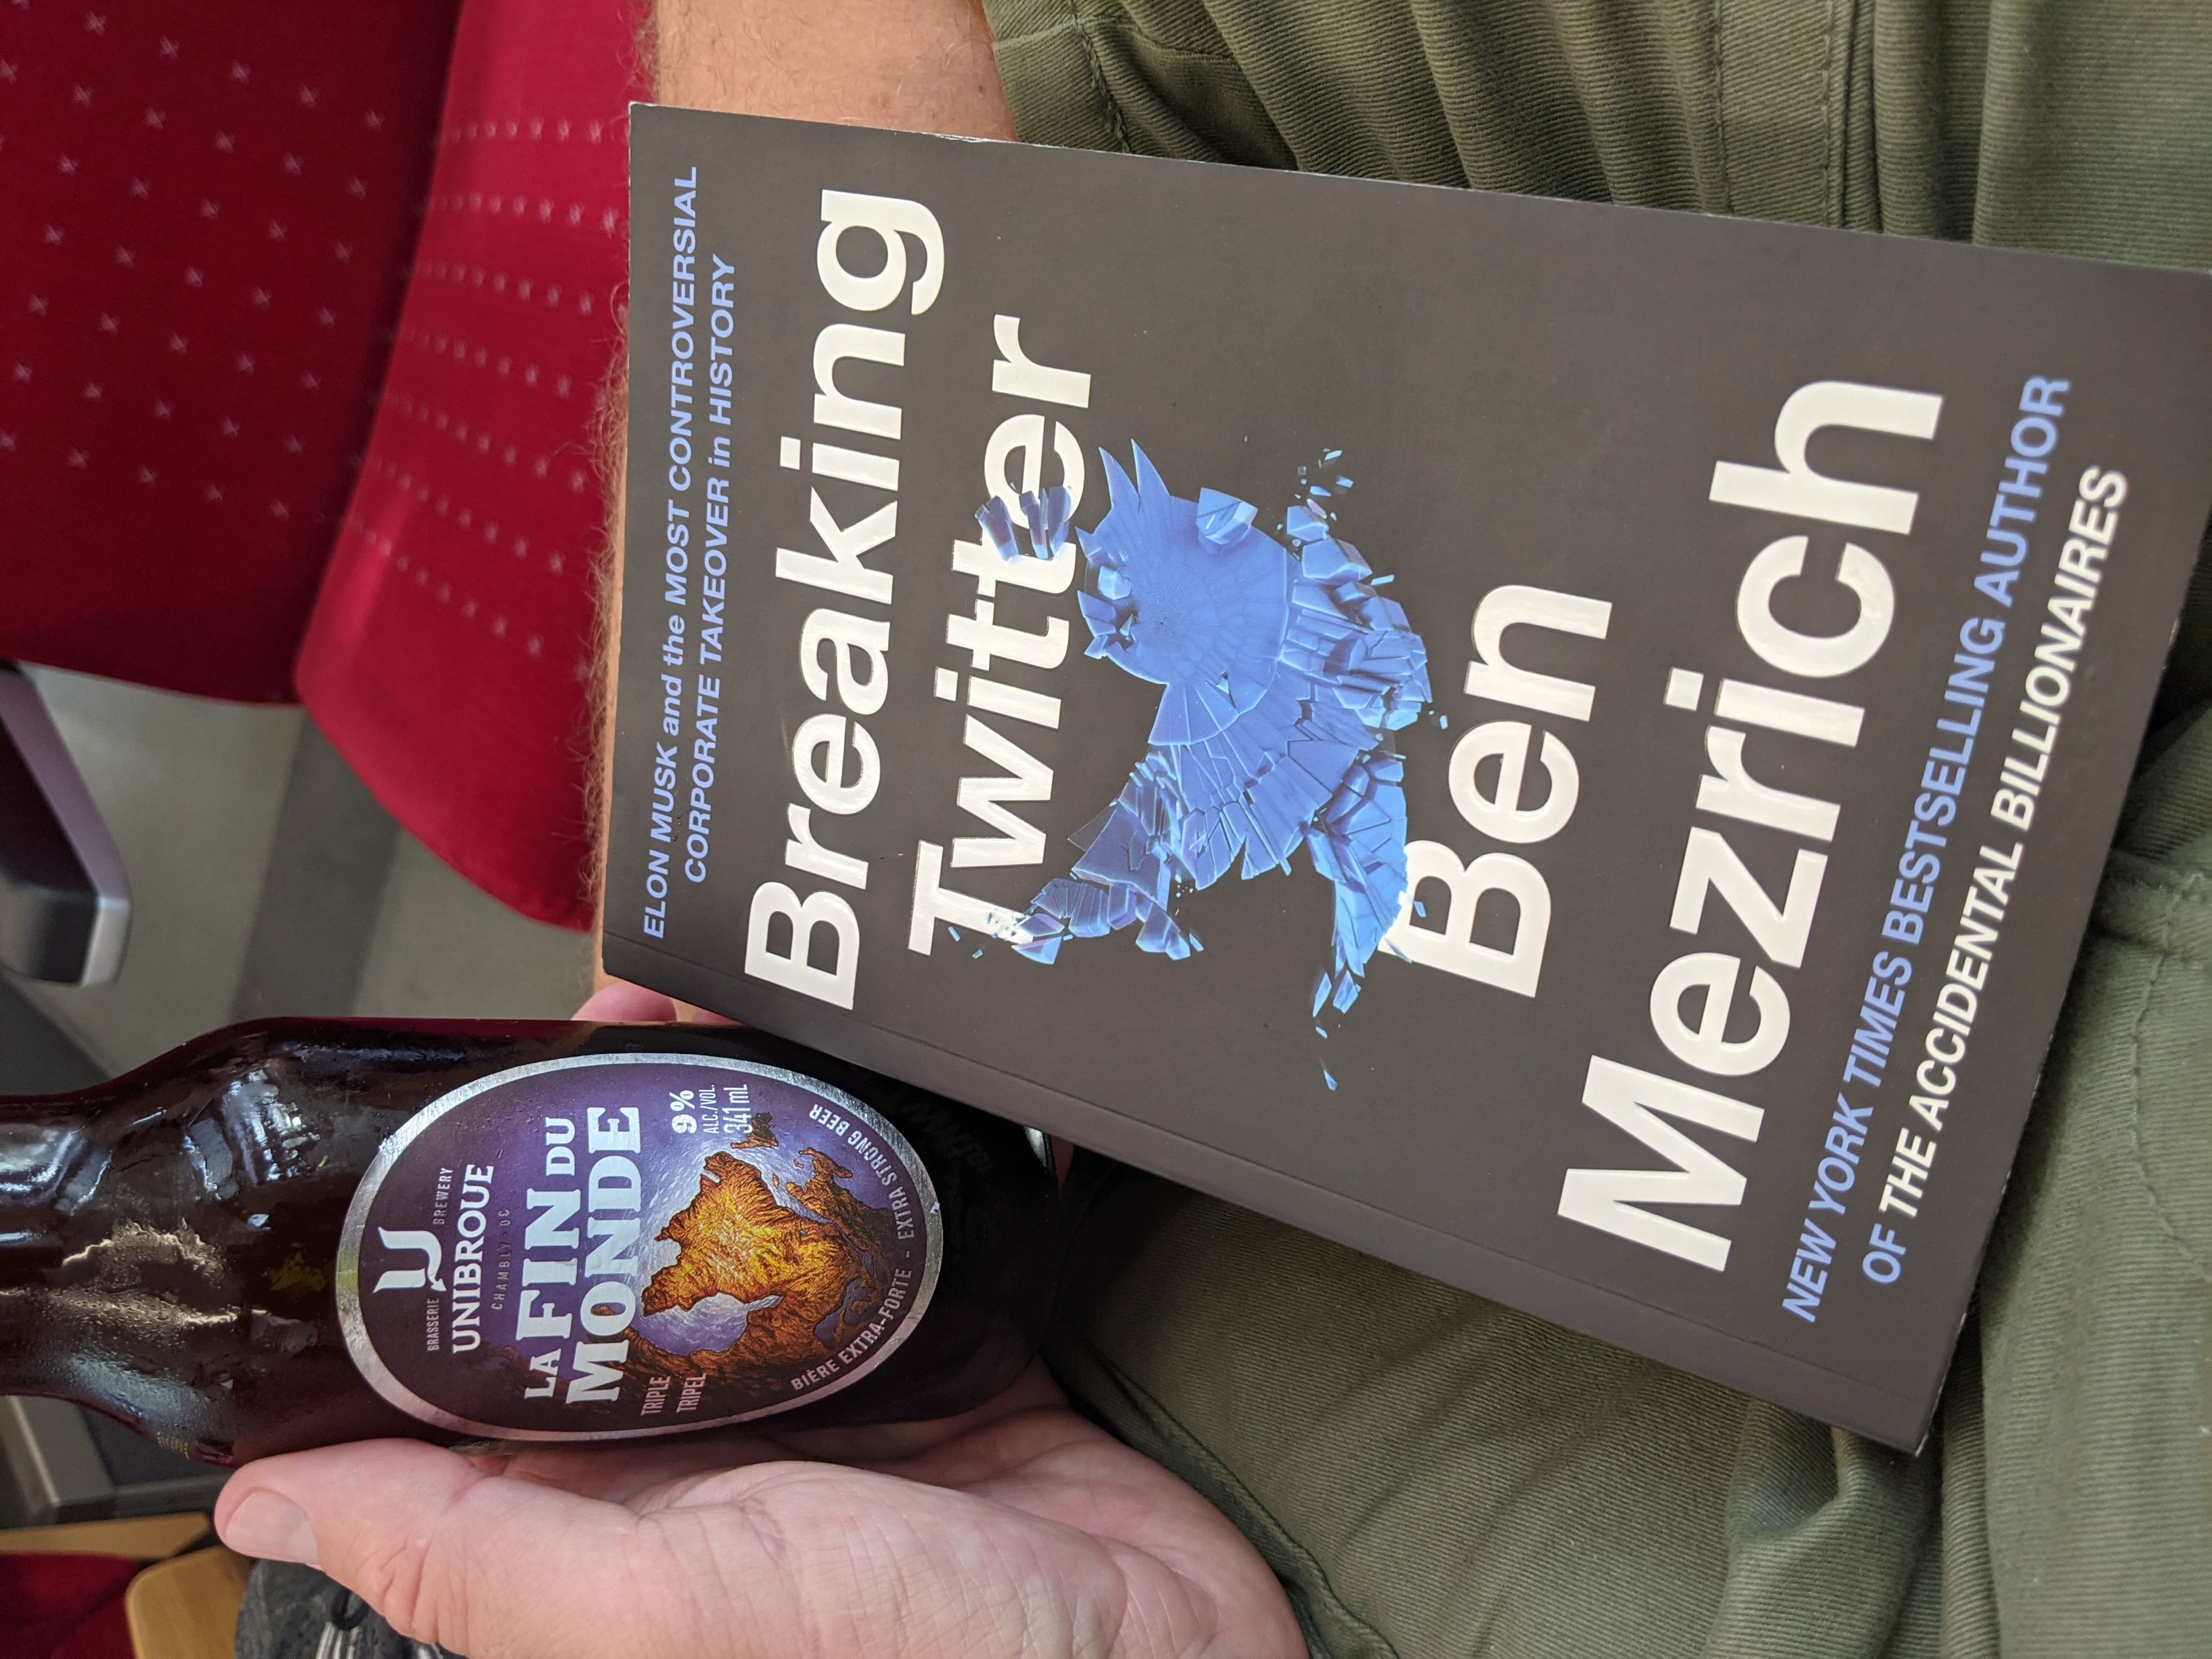 ELON MUSK and the MOST CONTROVERSIAL
CORPORATE TAKEOVER in HISTORY
Breaking
Twitter
Ben
Mezrich
NEW YORK TIMES BESTSELLING AUTHOR
OF THE ACCIDENTAL BILLIONAIRES
U
BRASSERIE BREWERY
UNIBROUE
CHAMBLY, QC
LA FIN DU
MONDE
TRIPLE
TRIPEL
9%
ALC./VOL.
341 mL
BIÈRE EXTRA-FORTE - EXTRA STRONG BEER